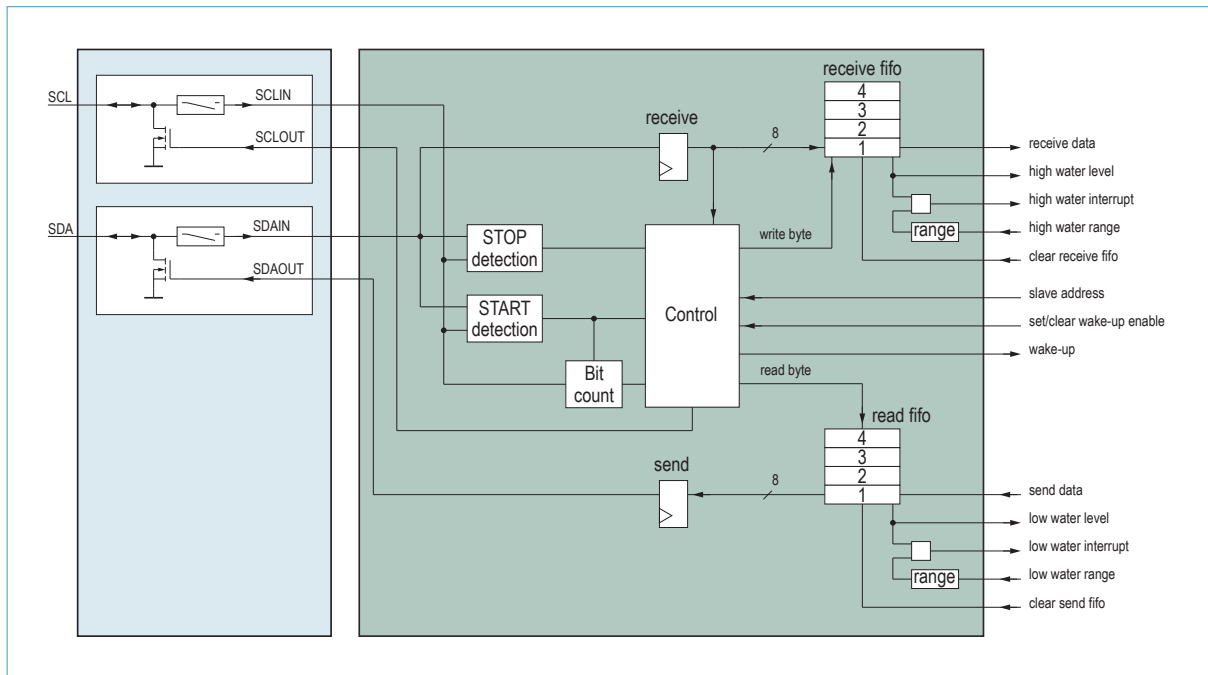 receive fifo
4
3
2
1
SCL
SCLIN
SCLOUT
receive
8
receive data
high water level
high water interrupt
range
high water range
clear receive fifo
SDA
SDAIN
SDAOUT
STOP
detection
write byte
START
detection
Control
slave address
set/clear wake-up enable
wake-up
Bit
count
read byte
read fifo
4
3
2
1
send
8
send data
low water level
low water interrupt
range
low water range
clear send fifo